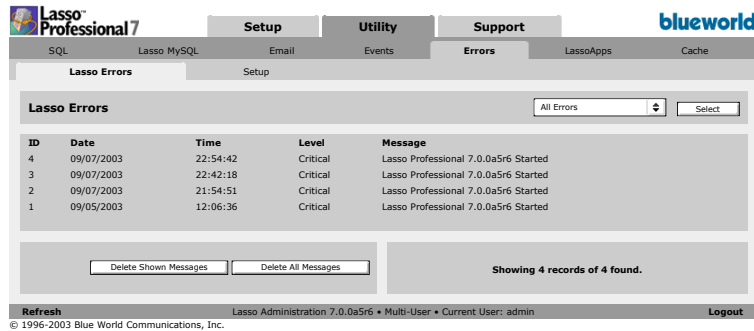 Lasso™
Professional 7
Setup Utility Support
blueworld
SQL Lasso MySQL Email Events Errors LassoApps Cache
Lasso Errors Setup
Lasso Errors All Errors Select
ID Date Time Level Message
4 09/07/2003 22:54:42 Critical Lasso Professional 7.0.0a5r6 Started
3 09/07/2003 22:42:18 Critical Lasso Professional 7.0.0a5r6 Started
2 09/07/2003 21:54:51 Critical Lasso Professional 7.0.0a5r6 Started
1 09/05/2003 12:06:36 Critical Lasso Professional 7.0.0a5r6 Started
Delete Shown Messages Delete All Messages Showing 4 records of 4 found.
Refresh Lasso Administration 7.0.0a5r6 • Multi-User • Current User: admin Logout
© 1996-2003 Blue World Communications, Inc.